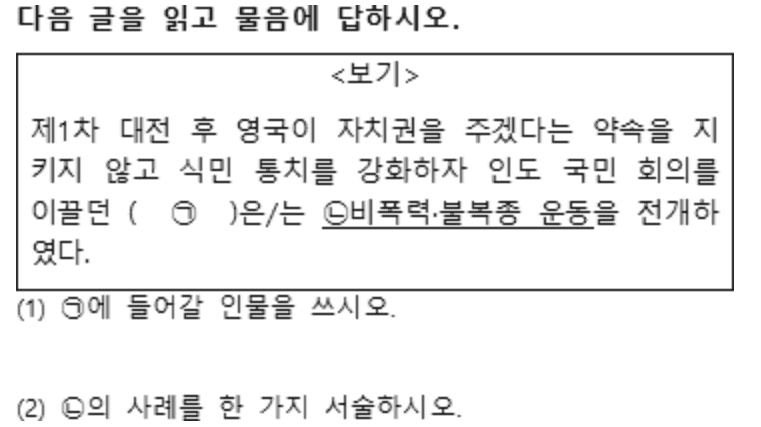 다음 글을 읽고 물음에 답하시오.
<보기>
제1차 대전 후 영국이 자치권을 주겠다는 약속을 지
키지 않고 식민 통치를 강화하자 인도 국민 회의를
이끌던 ( ㉠ )은/는 ㉡비폭력·불복종 운동을 전개하
였다.
(1) ㉠에 들어갈 인물을 쓰시오.
(2) ㉡의 사례를 한 가지 서술하시오.